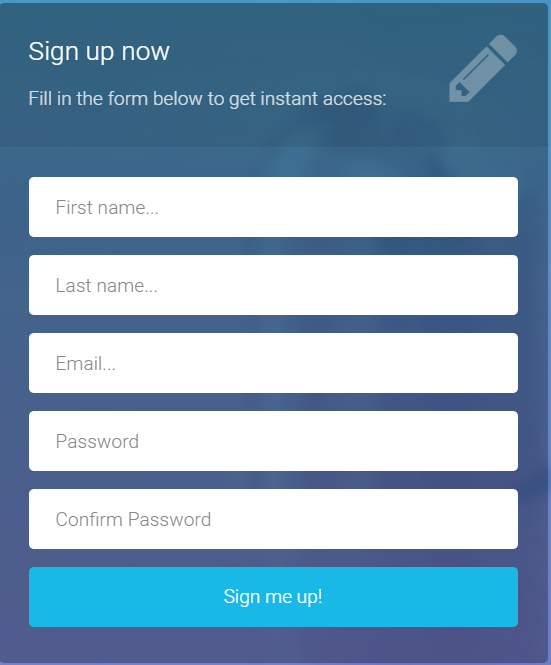 Sign up now
Fill in the form below to get instant access:
First name...
Last name...
Email...
Password
Confirm Password
Sign me up!